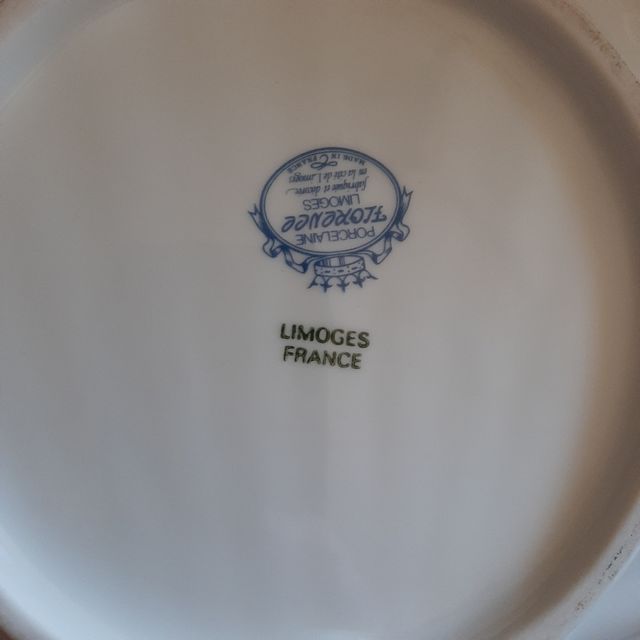 PORCELAINE
Florence
LIMOGES
fabriqué et décoré...
en la cité de Limoges
MADE IN FRANCE
LIMOGES
FRANCE